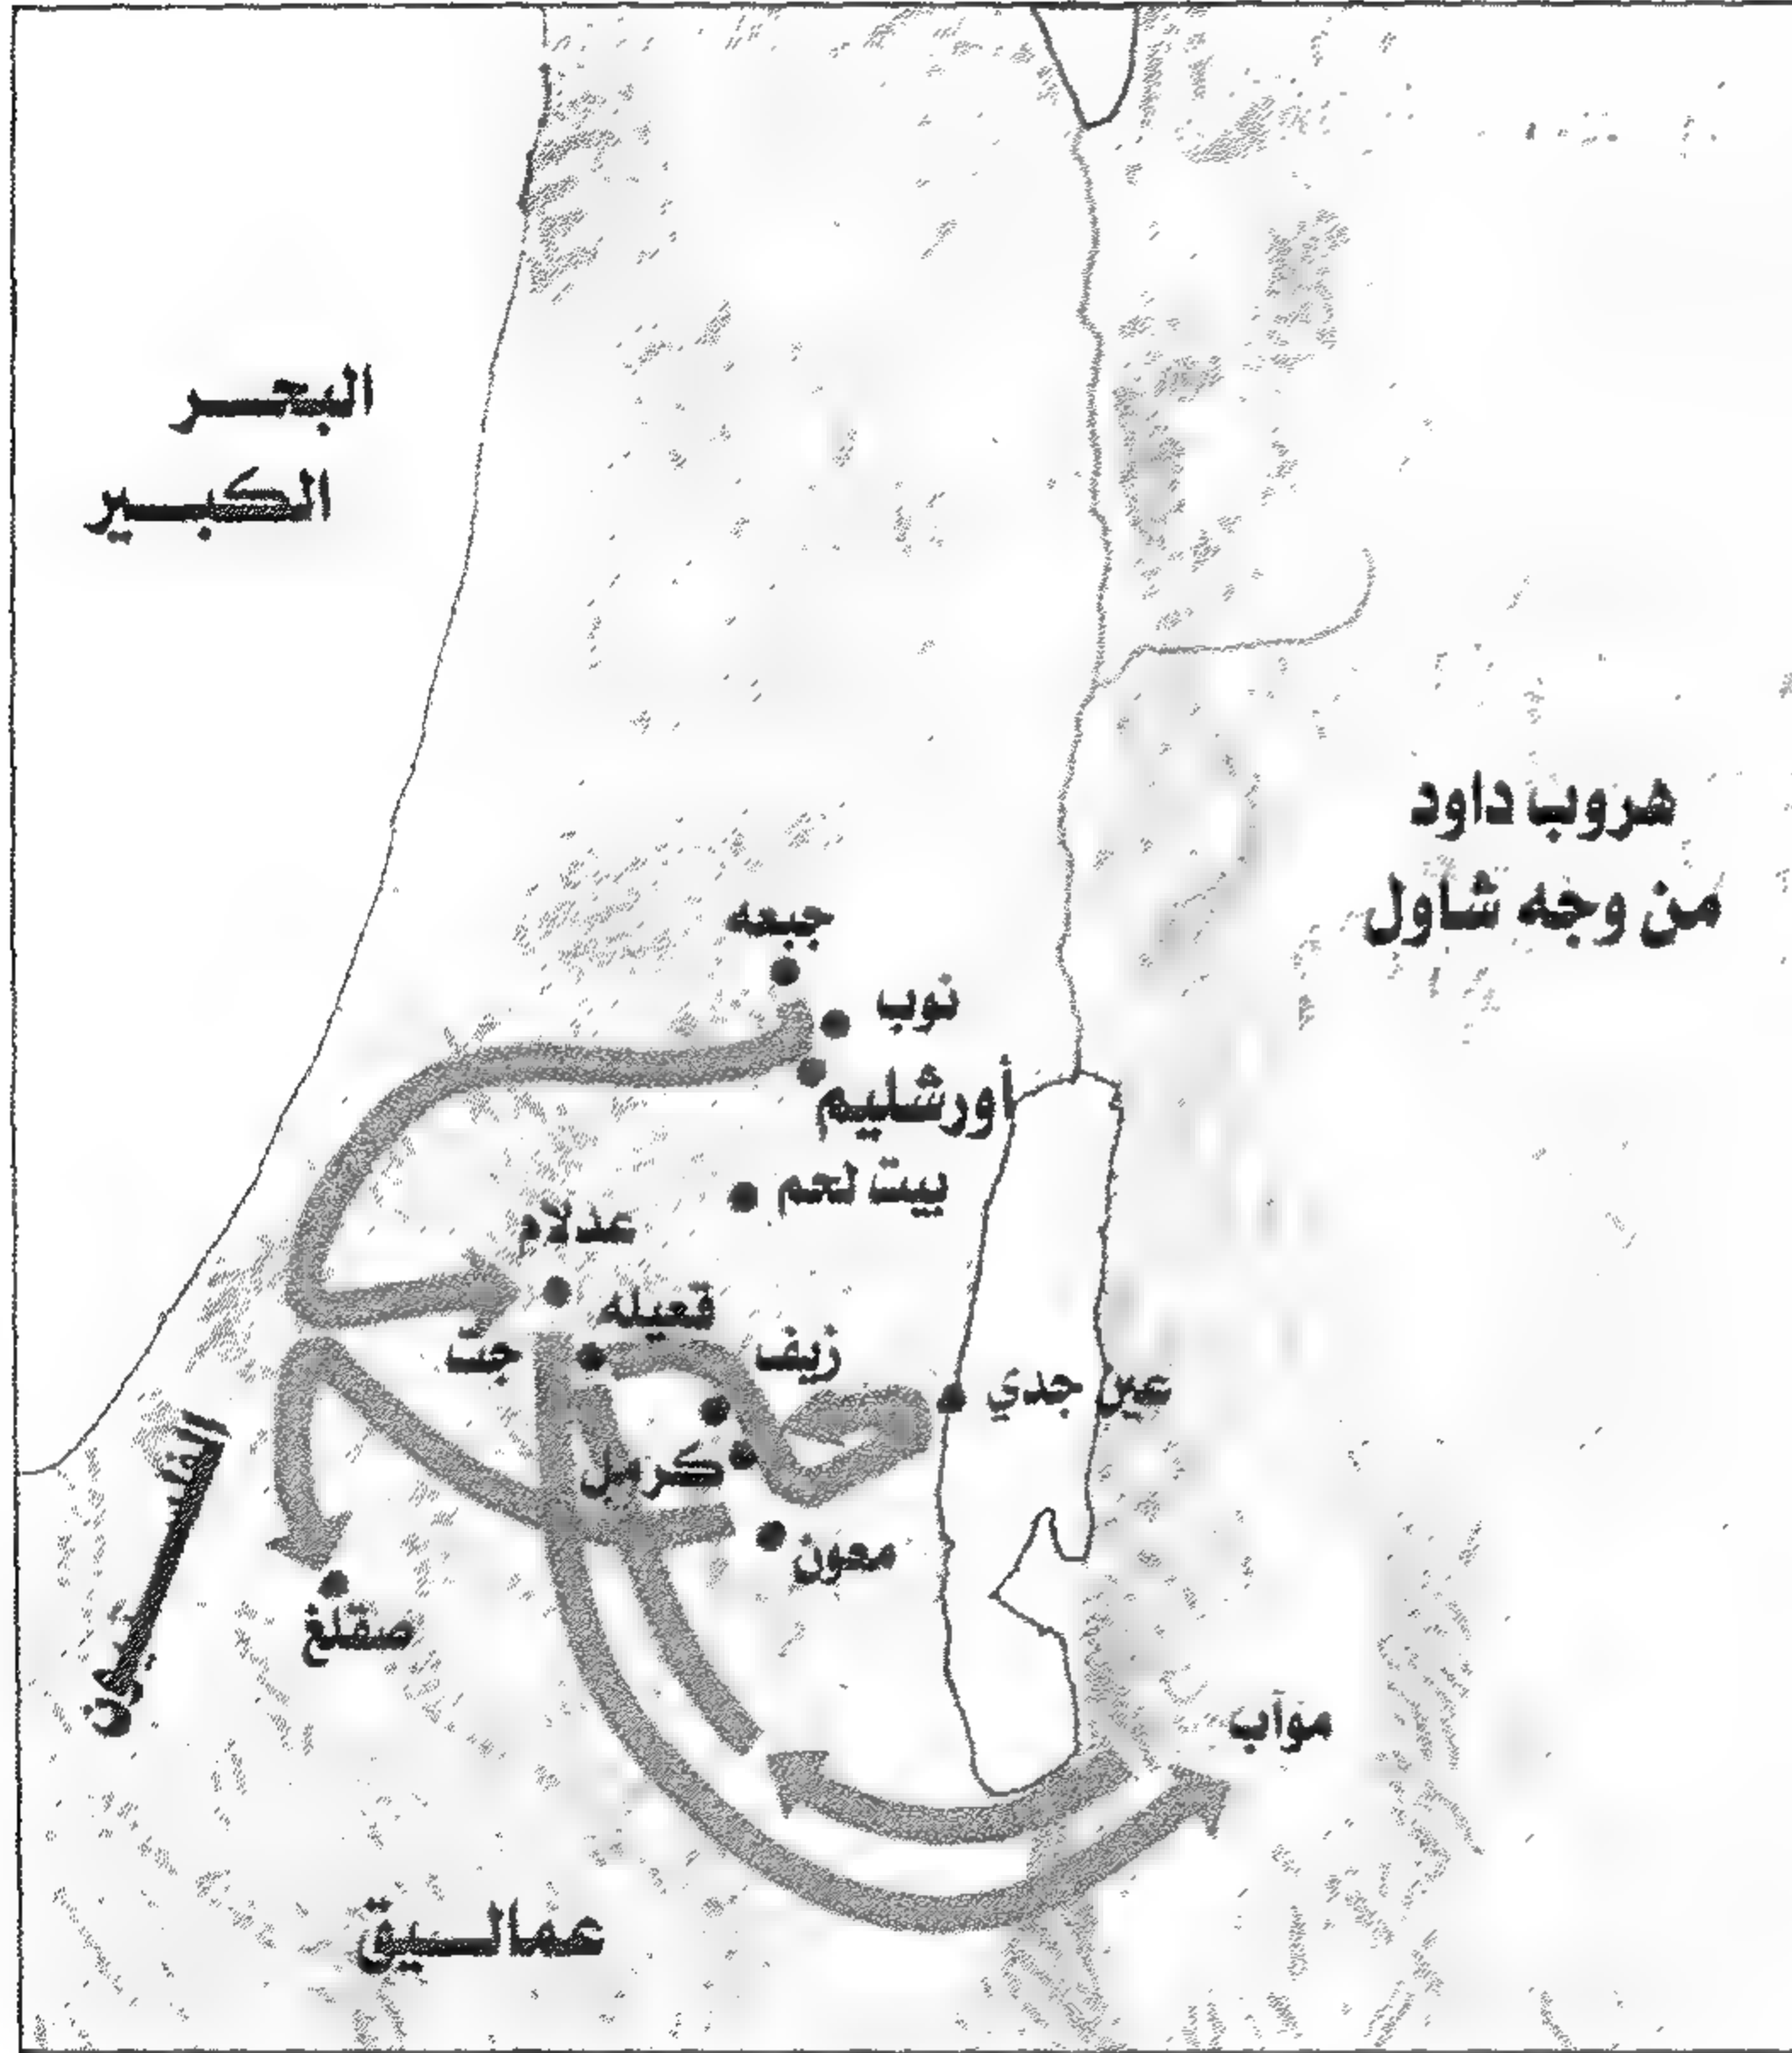 البحر
الكبير
هروب داود
من وجه شاول
جبعه
نوب
أورشليم
بيت لحم
عدلام
قعيله
جت
زيف
عين جدي
كرمل
معون
صقلغ
موآب
عماليق